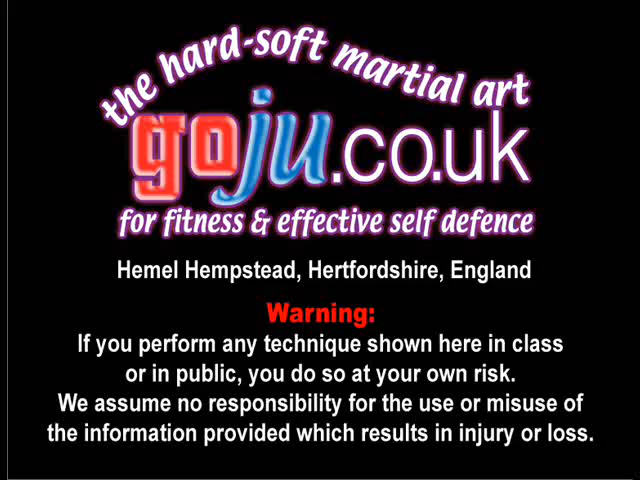 the hard-soft martial art
goju.co.uk
for fitness & effective self defence
Hemel Hempstead, Hertfordshire, England
Warning:
If you perform any technique shown here in class
or in public, you do so at your own risk.
We assume no responsibility for the use or misuse of
the information provided which results in injury or loss.